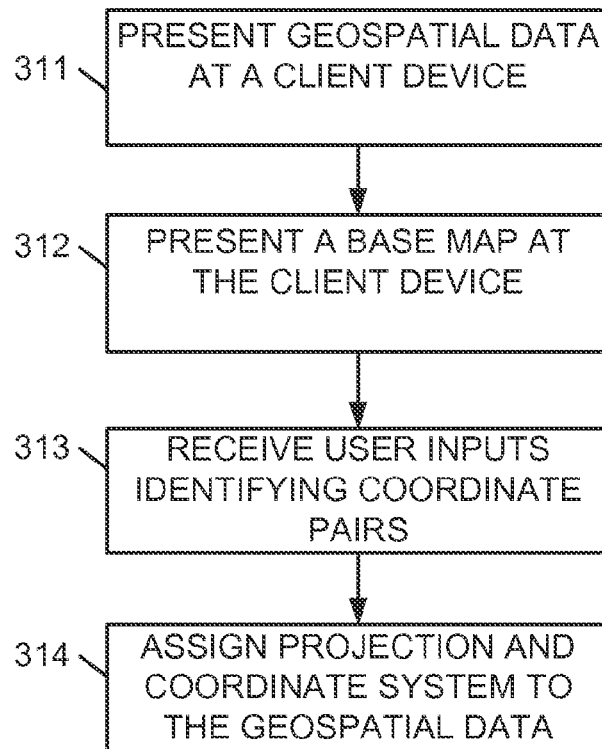 311
PRESENT GEOSPATIAL DATA
AT A CLIENT DEVICE
312
PRESENT A BASE MAP AT
THE CLIENT DEVICE
313
RECEIVE USER INPUTS
IDENTIFYING COORDINATE
PAIRS
314
ASSIGN PROJECTION AND
COORDINATE SYSTEM TO
THE GEOSPATIAL DATA